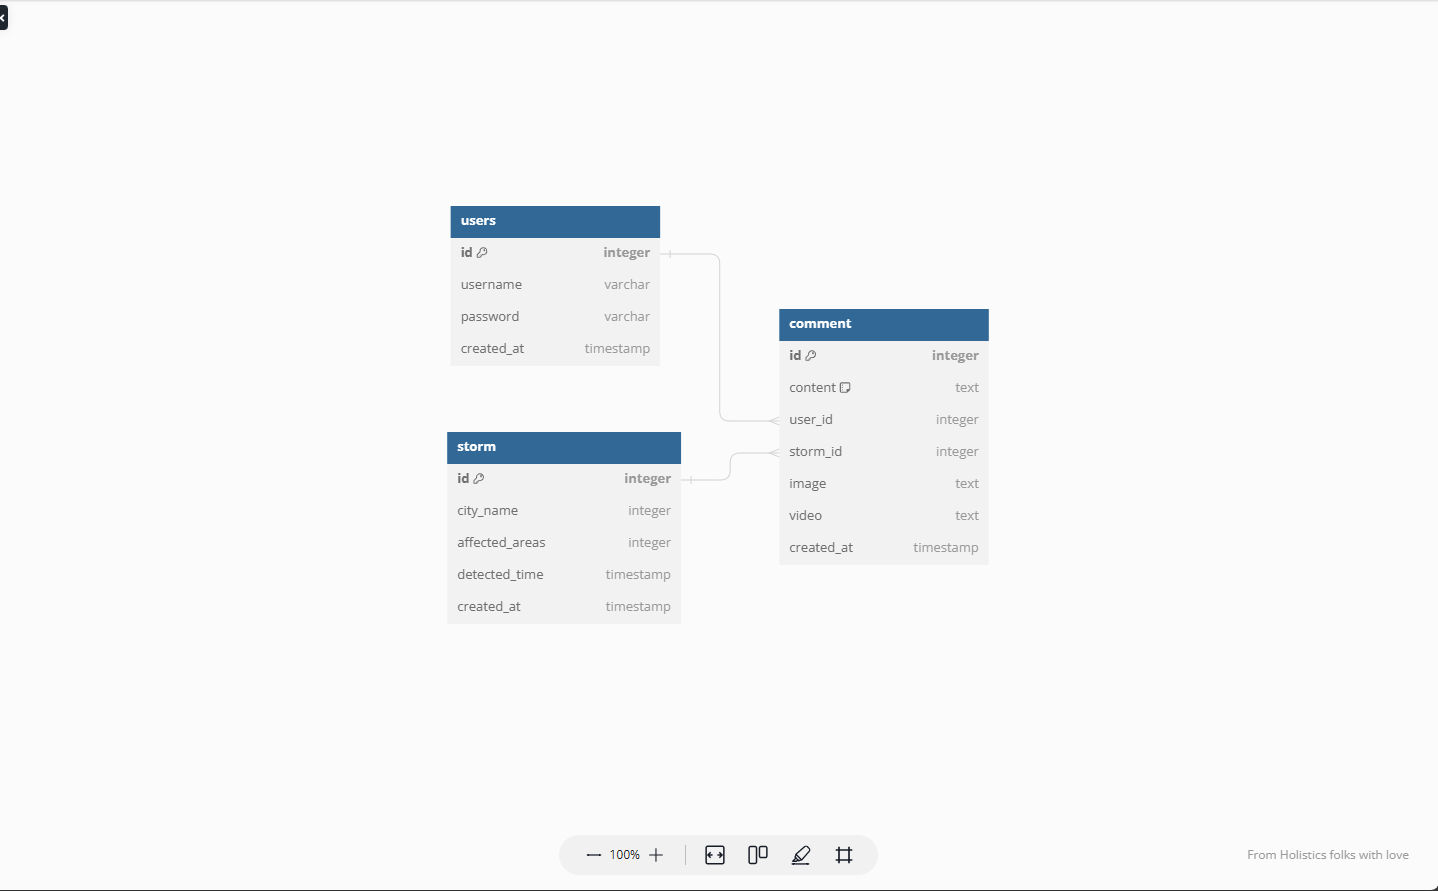 users
id integer
username varchar
password varchar
created_at timestamp
comment
id integer
content text
user_id integer
storm_id integer
image text
video text
created_at timestamp
storm
id integer
city_name integer
affected_areas integer
detected_time timestamp
created_at timestamp
100%
From Holistics folks with love